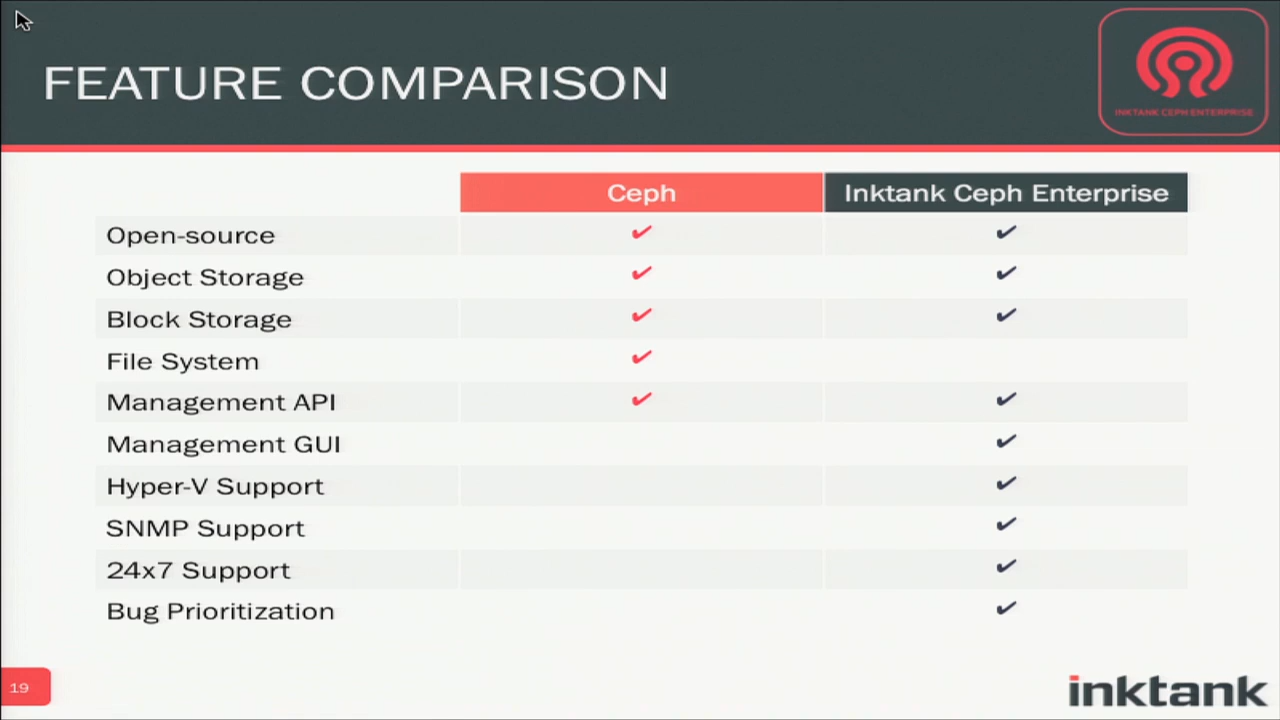 FEATURE COMPARISON
INKTANK CEPH ENTERPRISE
Ceph Inktank Ceph Enterprise
Open-source ✔ ✔
Object Storage ✔ ✔
Block Storage ✔ ✔
File System ✔
Management API ✔ ✔
Management GUI ✔
Hyper-V Support ✔
SNMP Support ✔
24x7 Support ✔
Bug Prioritization ✔
19
inktank